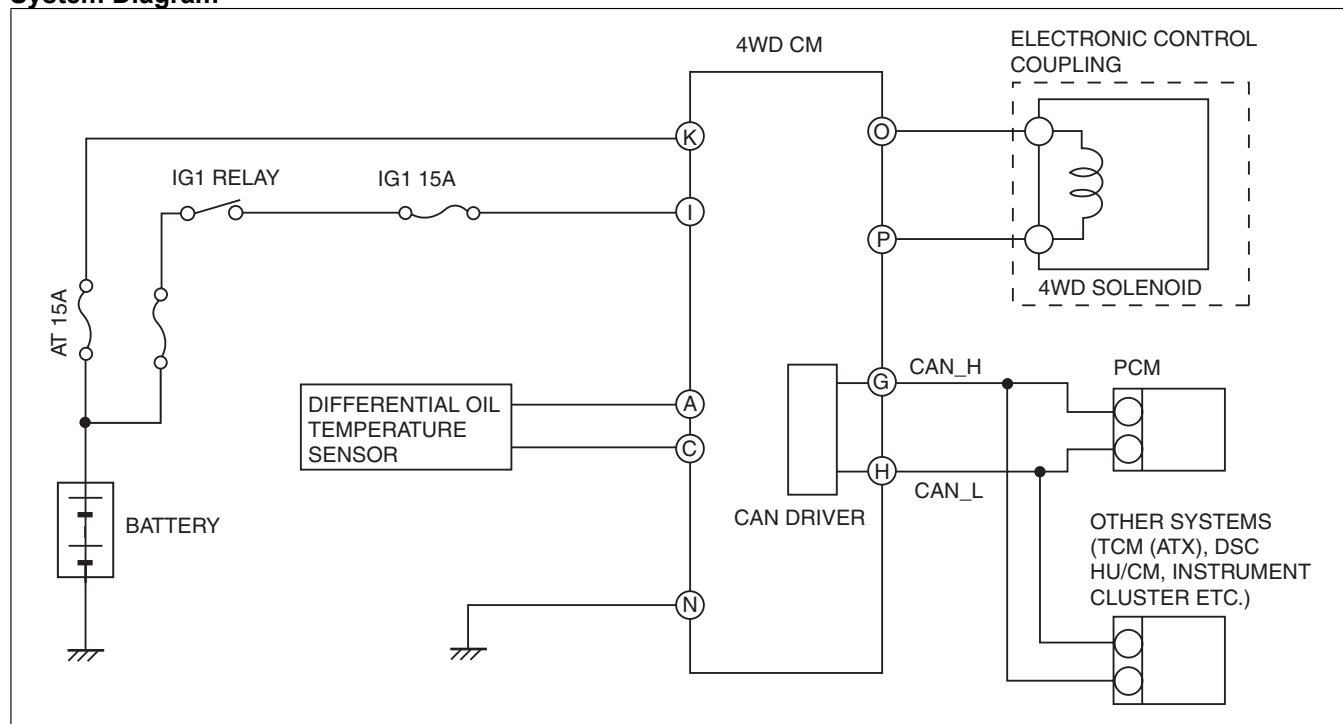 System Diagram
4WD CM
ELECTRONIC CONTROL
COUPLING
K
O
IG1 RELAY
IG1 15A
I
P
AT 15A
4WD SOLENOID
CAN_H
PCM
G
DIFFERENTIAL OIL
TEMPERATURE
SENSOR
A
C
H
CAN_L
CAN DRIVER
BATTERY
OTHER SYSTEMS
(TCM (ATX), DSC
HU/CM, INSTRUMENT
CLUSTER ETC.)
N